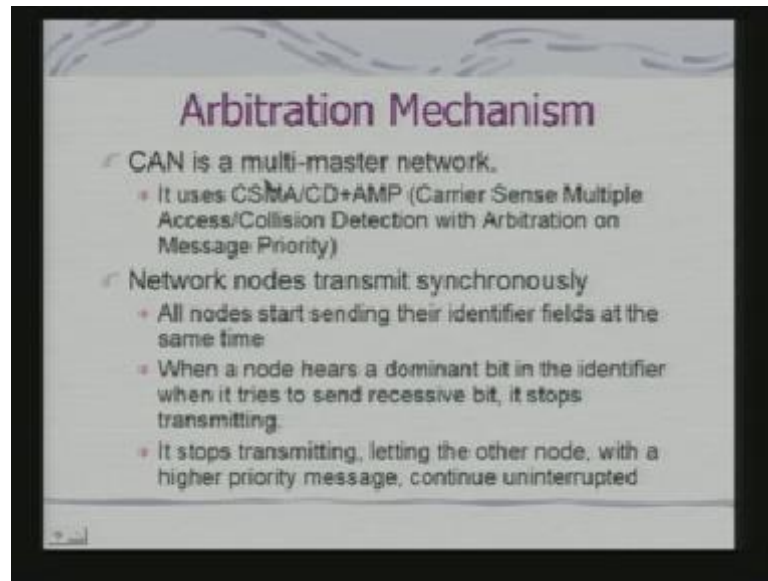 Arbitration Mechanism
CAN is a multi-master network.
It uses CSMA/CD+AMP (Carrier Sense Multiple
Access/Collision Detection with Arbitration on
Message Priority)
Network nodes transmit synchronously
All nodes start sending their identifier fields at the
same time
When a node hears a dominant bit in the identifier
when it tries to send recessive bit, it stops
transmitting.
It stops transmitting, letting the other node, with a
higher priority message, continue uninterrupted